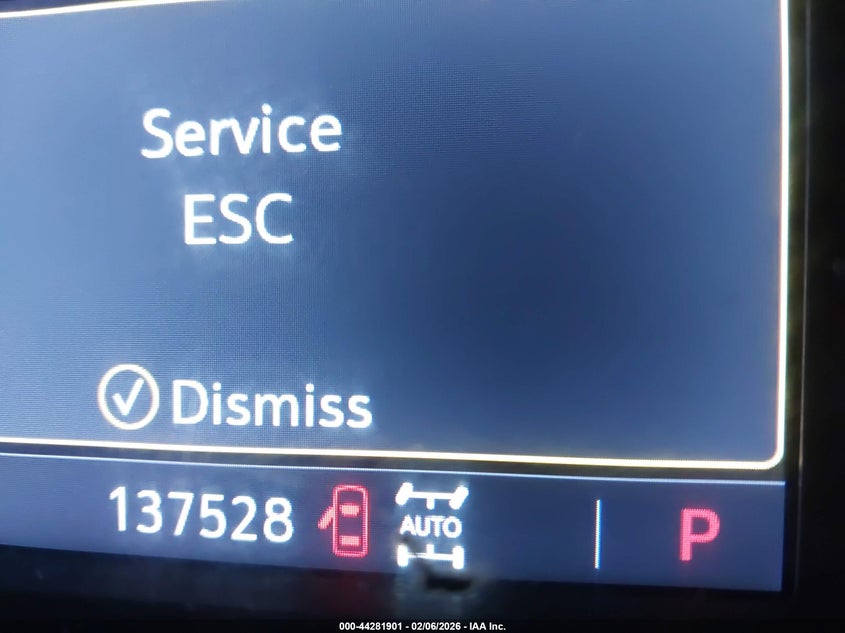 Service
ESC
Dismiss
137528
AUTO
P
000-44281901 - 02/06/2026 - IAA Inc.